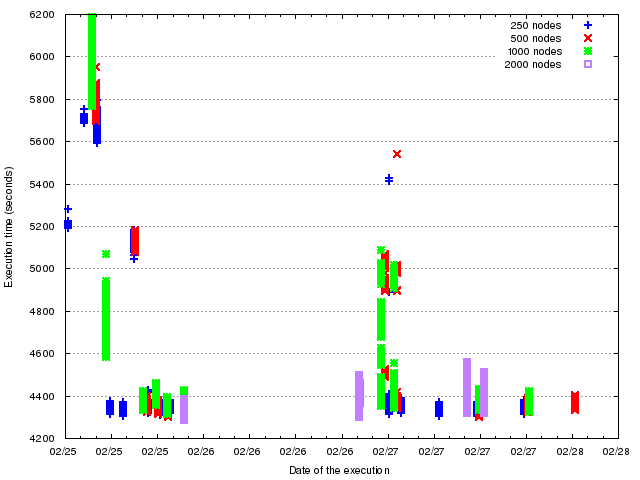 6200
6000
5800
5600
5400
5200
5000
4800
4600
4400
4200
Execution time (seconds)
250 nodes
500 nodes
1000 nodes
2000 nodes
02/25 02/25 02/25 02/26 02/26 02/26 02/26 02/27 02/27 02/27 02/27 02/28 02/28
Date of the execution